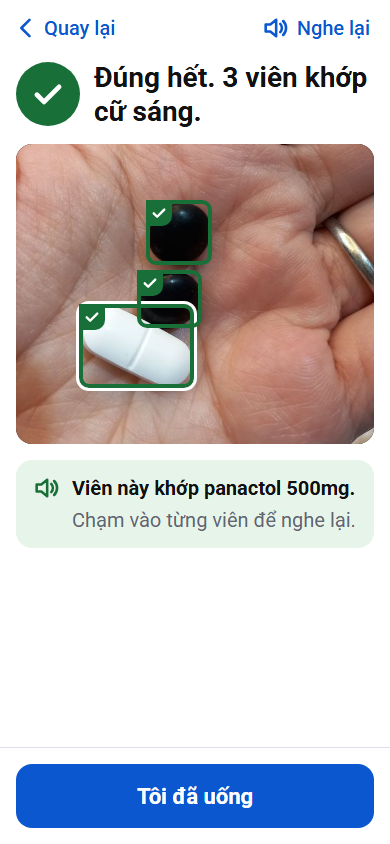 Quay lại
Nghe lại
Đúng hết. 3 viên khớp
cữ sáng.
Viên này khớp panactol 500mg.
Chạm vào từng viên để nghe lại.
Tôi đã uống